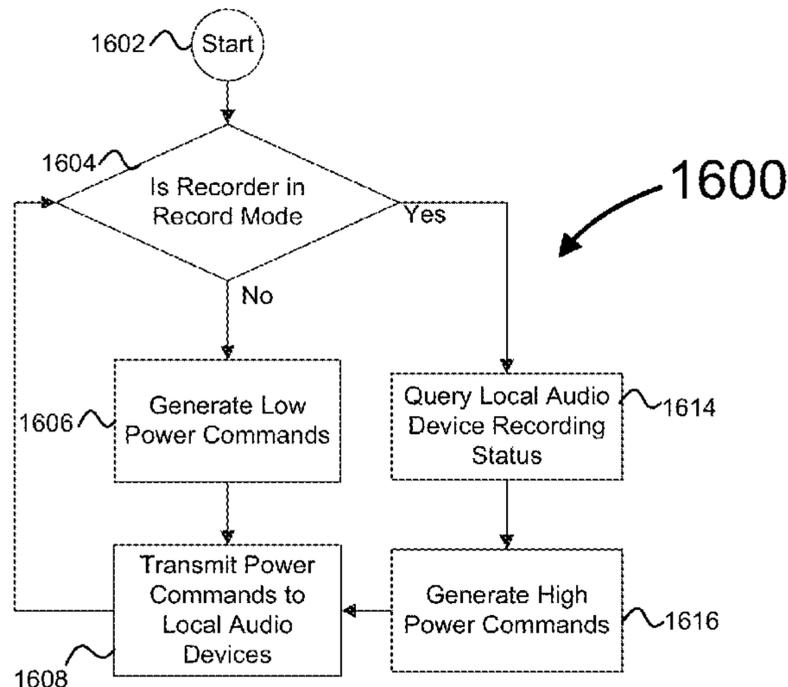 1602
Start
1604
Is Recorder in
Record Mode
1600
Yes
No
1606
Generate Low
Power Commands
Query Local Audio
Device Recording
Status
1614
Transmit Power
Commands to
Local Audio
Devices
1608
Generate High
Power Commands
1616